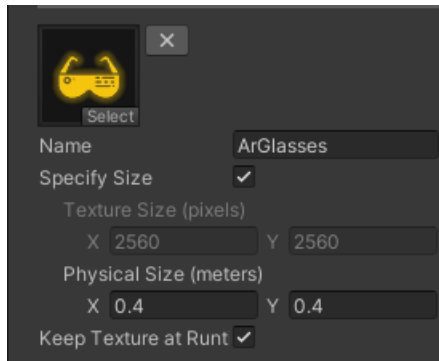 Select
Name ArGlasses
Specify Size
Texture Size (pixels)
X 2560 Y 2560
Physical Size (meters)
X 0.4 Y 0.4
Keep Texture at Runt